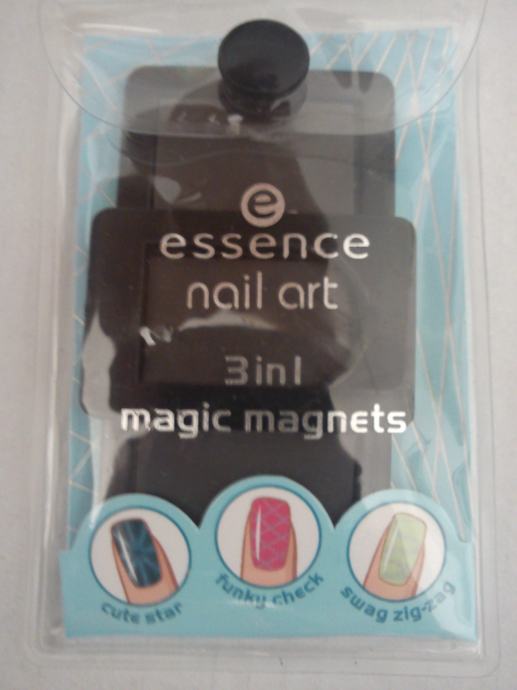 e
essence
nail art
3in1
magic magnets
cute star
funky check
swag zig-zag